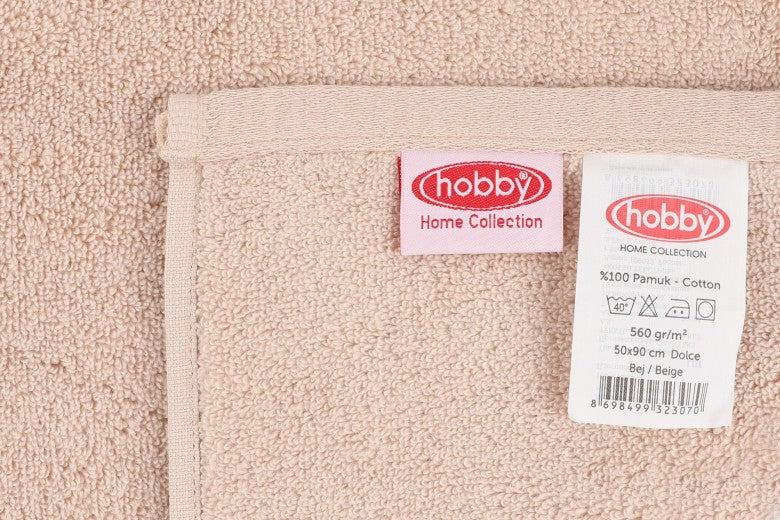 hobby®
Home Collection
hobby®
HOME COLLECTION
%100 Pamuk - Cotton
40°
560 gr/m²
50x90 cm Dolce
Bej / Beige
8 698499 323070